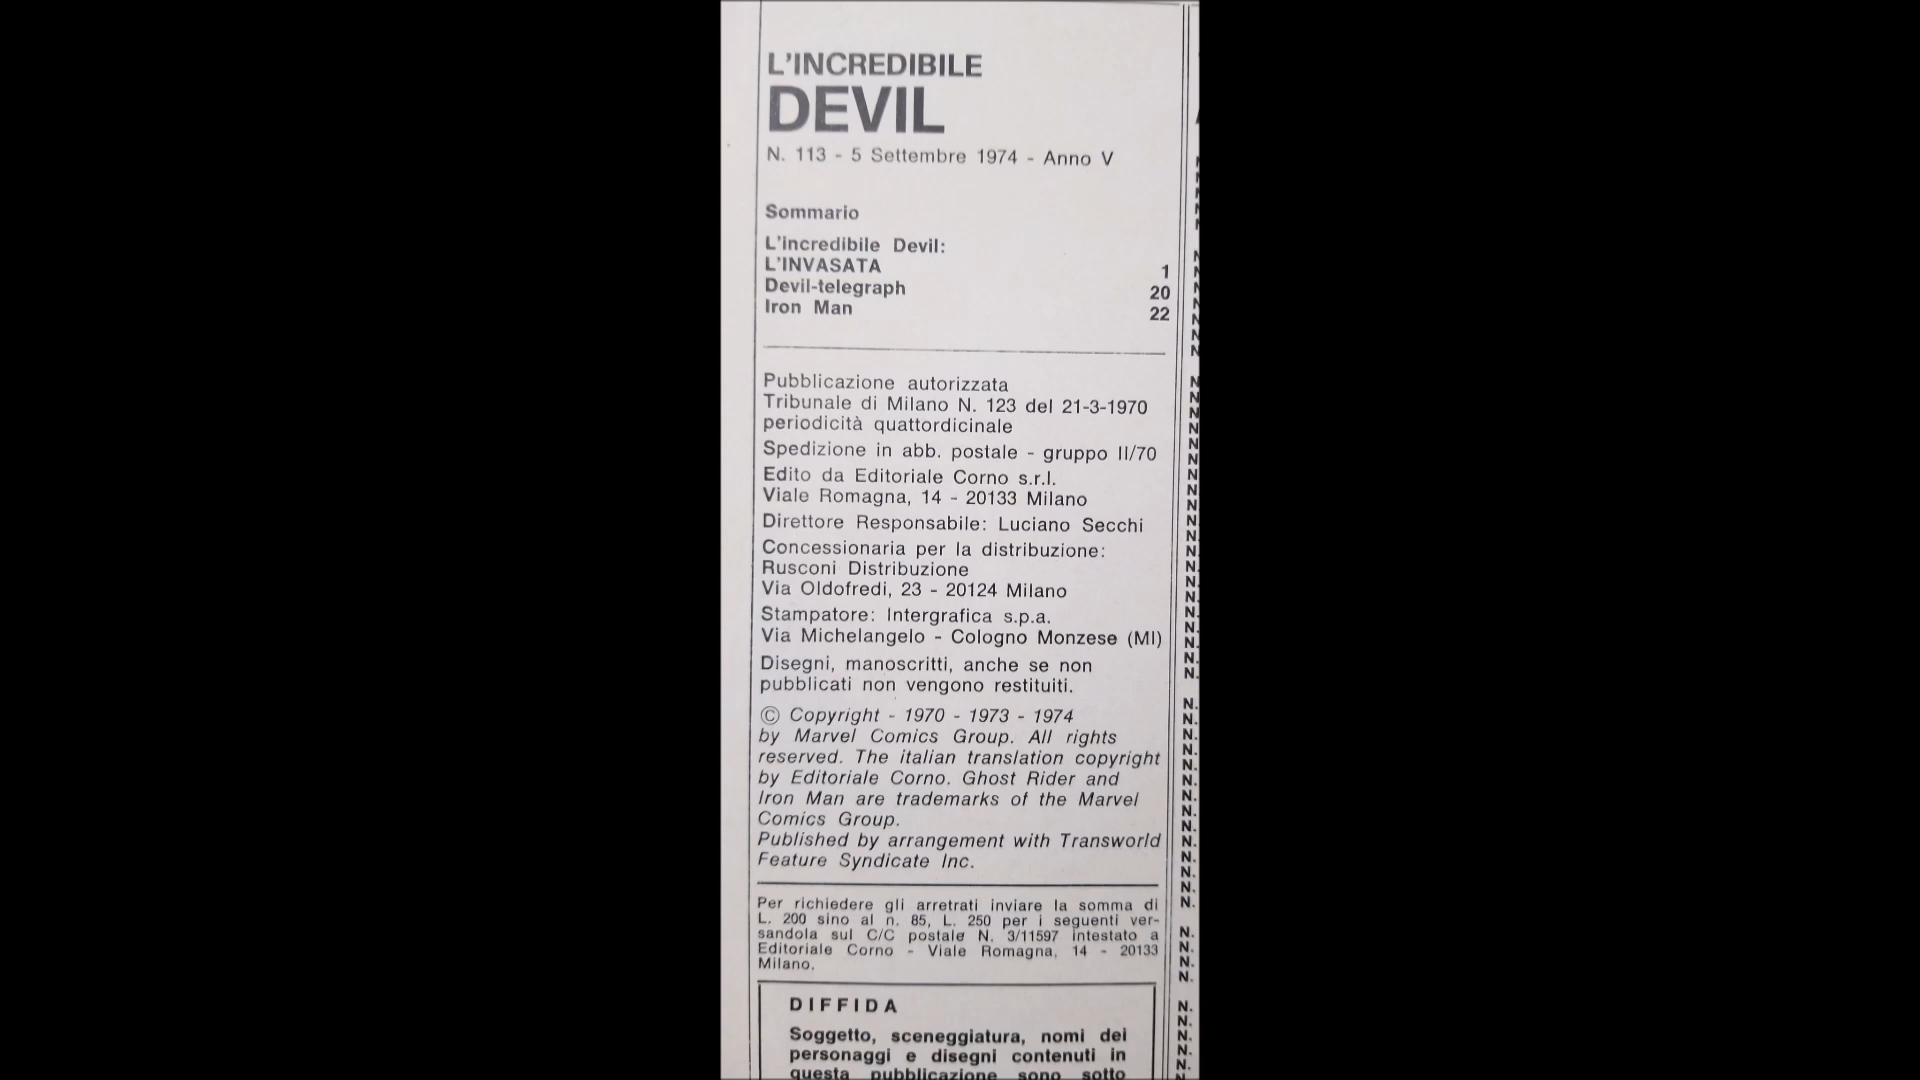 L'INCREDIBILE
DEVIL
N. 113 - 5 Settembre 1974 - Anno V
Sommario
L'incredibile Devil:
L'INVASATA 1
Devil-telegraph 20
Iron Man 22
Pubblicazione autorizzata
Tribunale di Milano N. 123 del 21-3-1970
periodicità quattordicinale
Spedizione in abb. postale - gruppo II/70
Edito da Editoriale Corno s.r.l.
Viale Romagna, 14 - 20133 Milano
Direttore Responsabile: Luciano Secchi
Concessionaria per la distribuzione:
Rusconi Distribuzione
Via Oldofredi, 23 - 20124 Milano
Stampatore: Intergrafica s.p.a.
Via Michelangelo - Cologno Monzese (MI)
Disegni, manoscritti, anche se non
pubblicati non vengono restituiti.
© Copyright - 1970 - 1973 - 1974
by Marvel Comics Group. All rights
reserved. The italian translation copyright
by Editoriale Corno. Ghost Rider and
Iron Man are trademarks of the Marvel
Comics Group.
Published by arrangement with Transworld
Feature Syndicate Inc.
Per richiedere gli arretrati inviare la somma di
L. 200 sino al n. 85, L. 250 per i seguenti ver-
sandola sul C/C postale N. 3/11597 intestato a
Editoriale Corno - Viale Romagna, 14 - 20133
Milano.
DIFFIDA
Soggetto, sceneggiatura, nomi dei
personaggi e disegni contenuti in
questa pubblicazione sono sotto